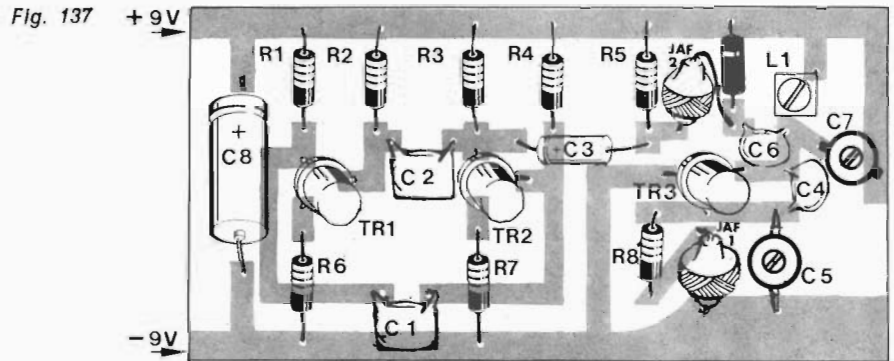 Fig. 137
+9V
R1
R2
R3
R4
R5
JAF
2
L1
C7
+
C8
C2
+
C3
C6
TR1
TR2
TR3
C4
R6
R7
R8
JAF
1
C5
C1
-9V